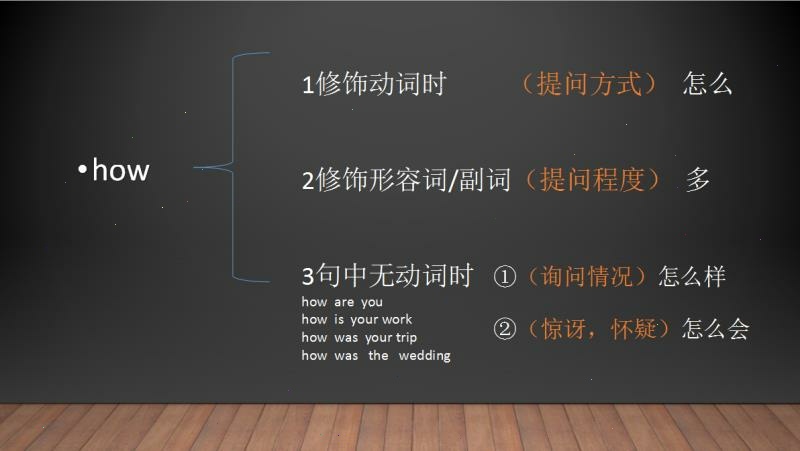 •how
1修饰动词时 （提问方式） 怎么
2修饰形容词/副词（提问程度） 多
3句中无动词时 ①（询问情况）怎么样
how are you
how is your work
②（惊讶，怀疑）怎么会
how was your trip
how was the wedding